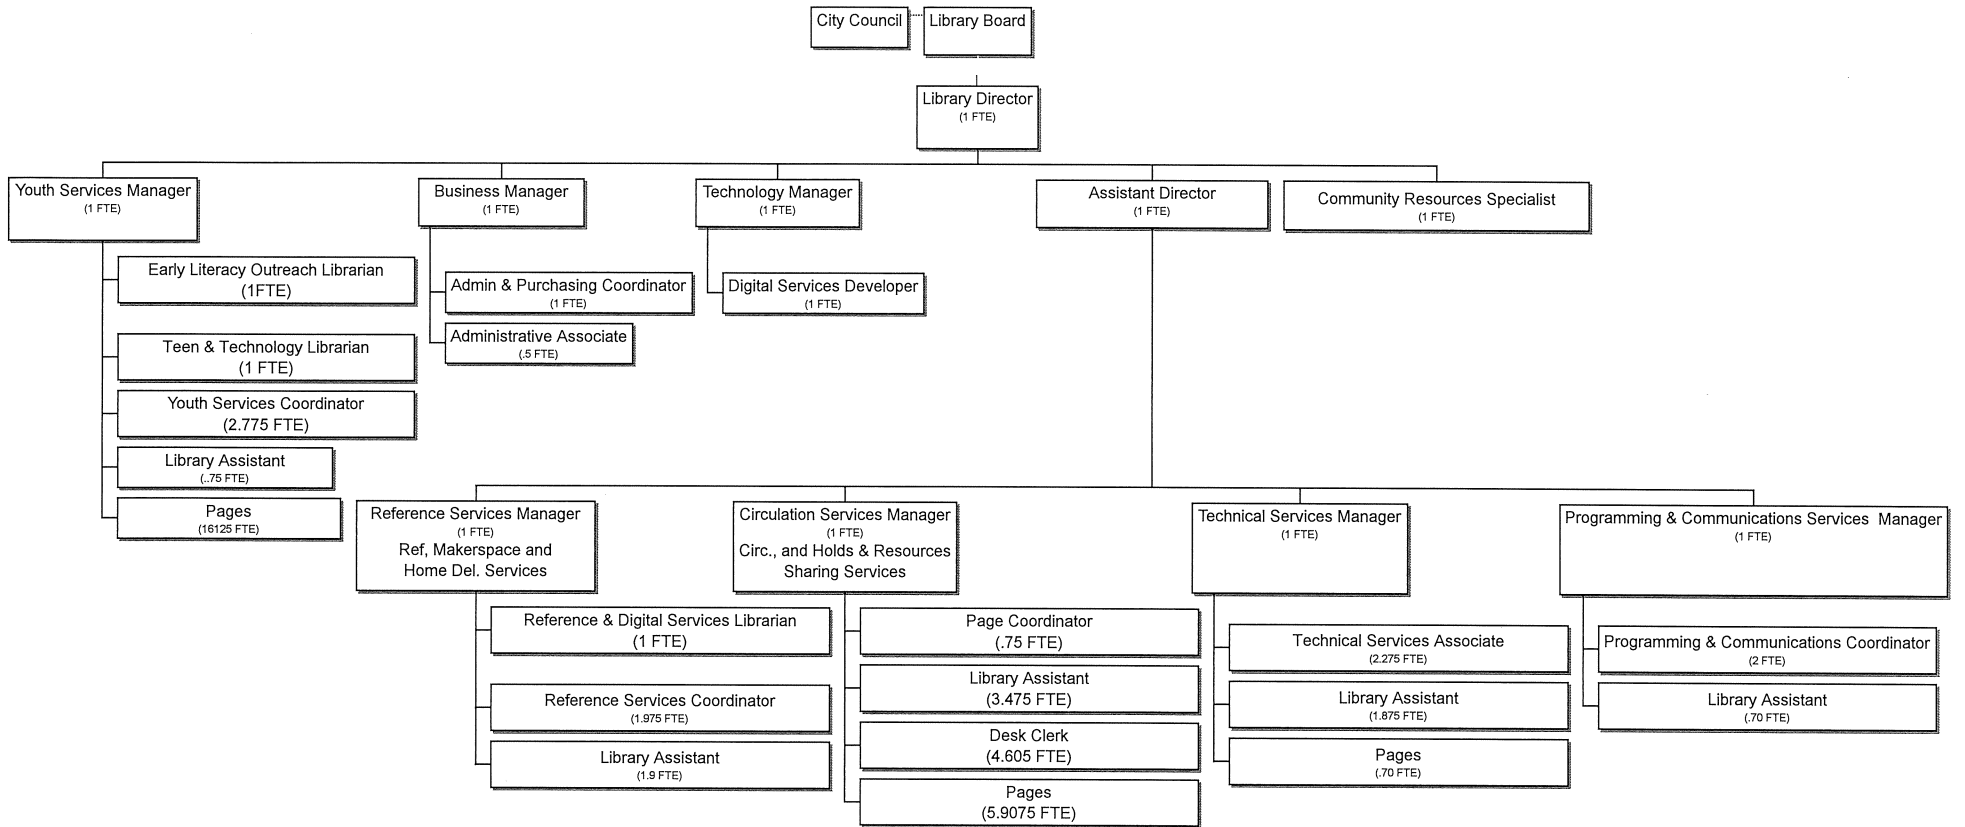 City Council
Library Board
Library Director
(1 FTE)
Youth Services Manager
(1 FTE)
Business Manager
(1 FTE)
Technology Manager
(1 FTE)
Assistant Director
(1 FTE)
Community Resources Specialist
(1 FTE)
Early Literacy Outreach Librarian
(1FTE)
Teen & Technology Librarian
(1 FTE)
Youth Services Coordinator
(2.775 FTE)
Library Assistant
(..75 FTE)
Pages
(16125 FTE)
Admin & Purchasing Coordinator
(1 FTE)
Administrative Associate
(.5 FTE)
Digital Services Developer
(1 FTE)
Reference Services Manager
(1 FTE)
Ref, Makerspace and
Home Del. Services
Reference & Digital Services Librarian
(1 FTE)
Reference Services Coordinator
(1.975 FTE)
Library Assistant
(1.9 FTE)
Circulation Services Manager
(1 FTE)
Circ., and Holds & Resources
Sharing Services
Page Coordinator
(.75 FTE)
Library Assistant
(3.475 FTE)
Desk Clerk
(4.605 FTE)
Pages
(5.9075 FTE)
Technical Services Manager
(1 FTE)
Technical Services Associate
(2.275 FTE)
Library Assistant
(1.875 FTE)
Pages
(.70 FTE)
Programming & Communications Services  Manager
(1 FTE)
Programming & Communications Coordinator
(2 FTE)
Library Assistant
(.70 FTE)